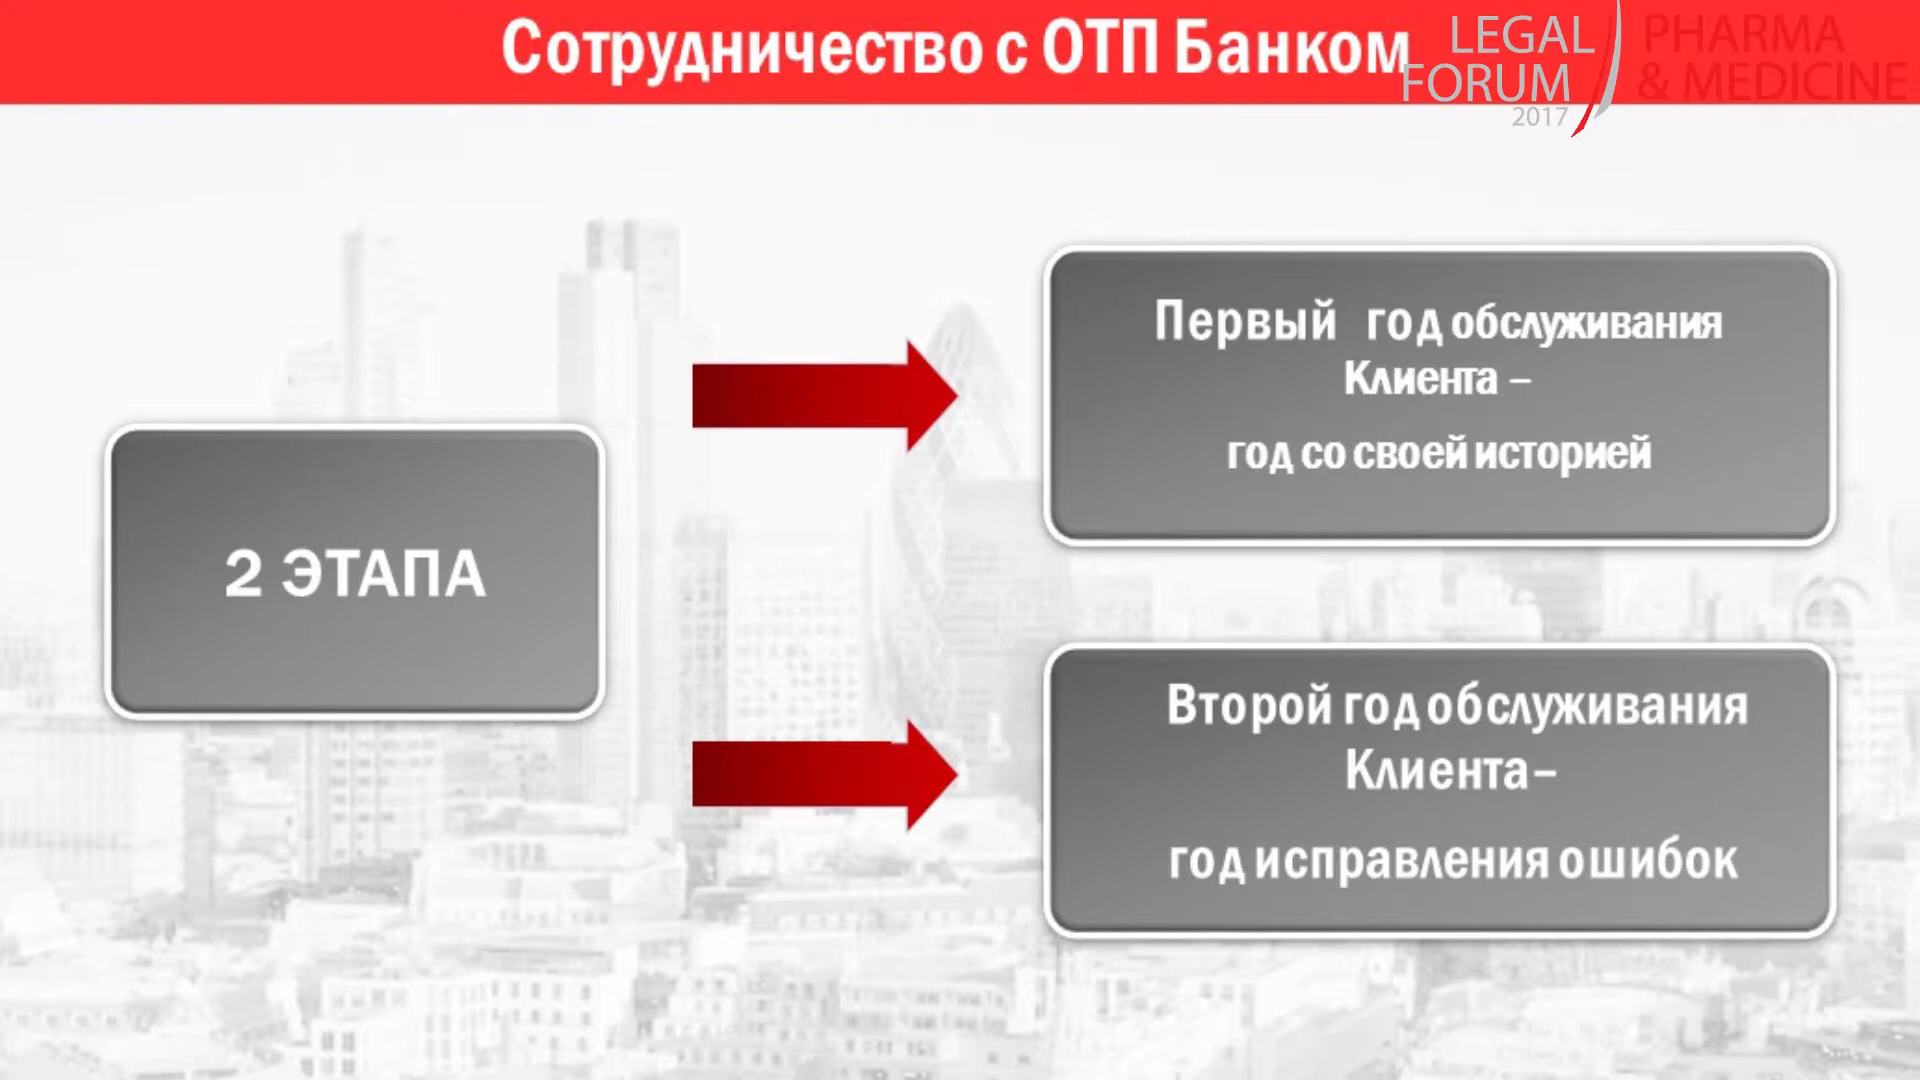 Сотрудничество с ОТП Банком
LEGAL
FORUM
2017
PHARMA
& MEDICINE
2 ЭТАПА
Первый год обслуживания
Клиента –
год со своей историей
Второй год обслуживания
Клиента–
год исправления ошибок